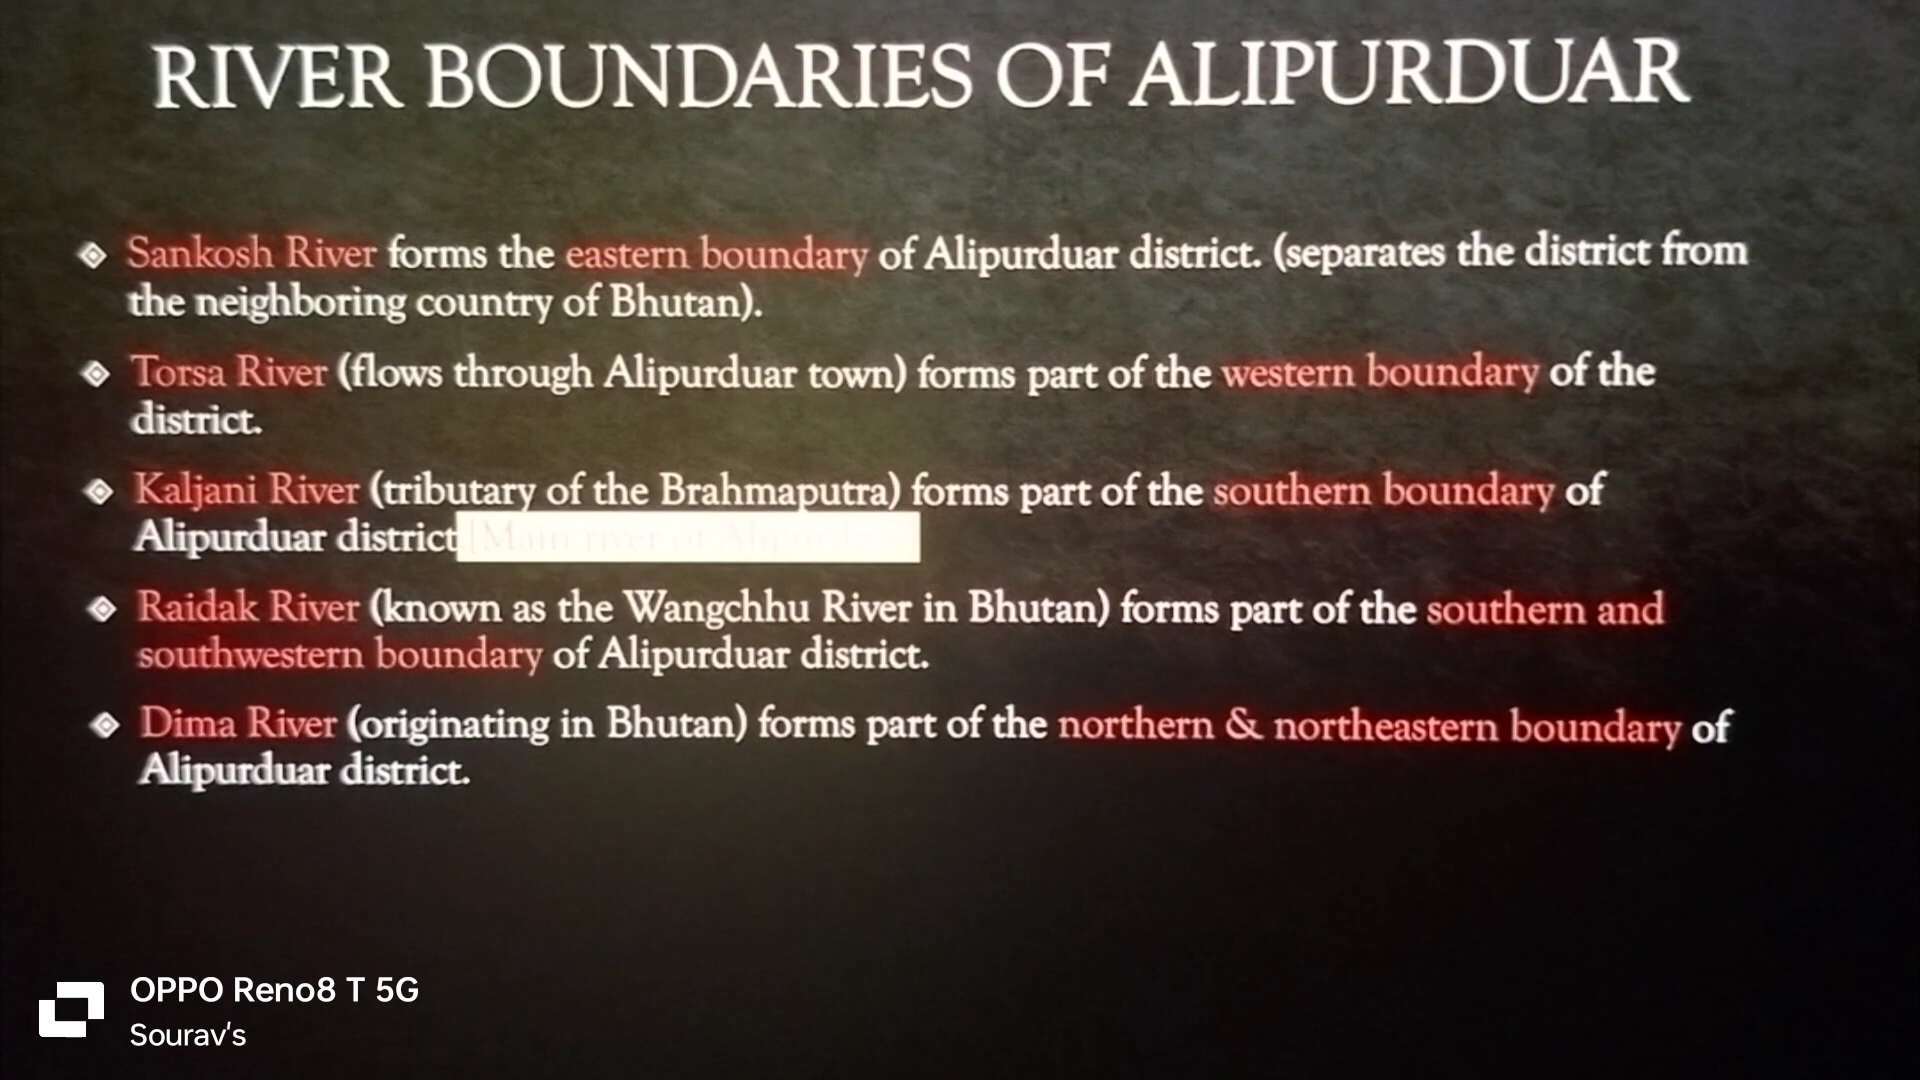 RIVER BOUNDARIES OF ALIPURDUAR
Sankosh River forms the eastern boundary of Alipurduar district. (separates the district from
the neighboring country of Bhutan).
Torsa River (flows through Alipurduar town) forms part of the western boundary of the
district.
Kaljani River (tributary of the Brahmaputra) forms part of the southern boundary of
Alipurduar district [Main river of
Raidak River (known as the Wangchhu River in Bhutan) forms part of the southern and
southwestern boundary of Alipurduar district.
Dima River (originating in Bhutan) forms part of the northern & northeastern boundary of
Alipurduar district.
OPPO Reno8 T 5G
Sourav's